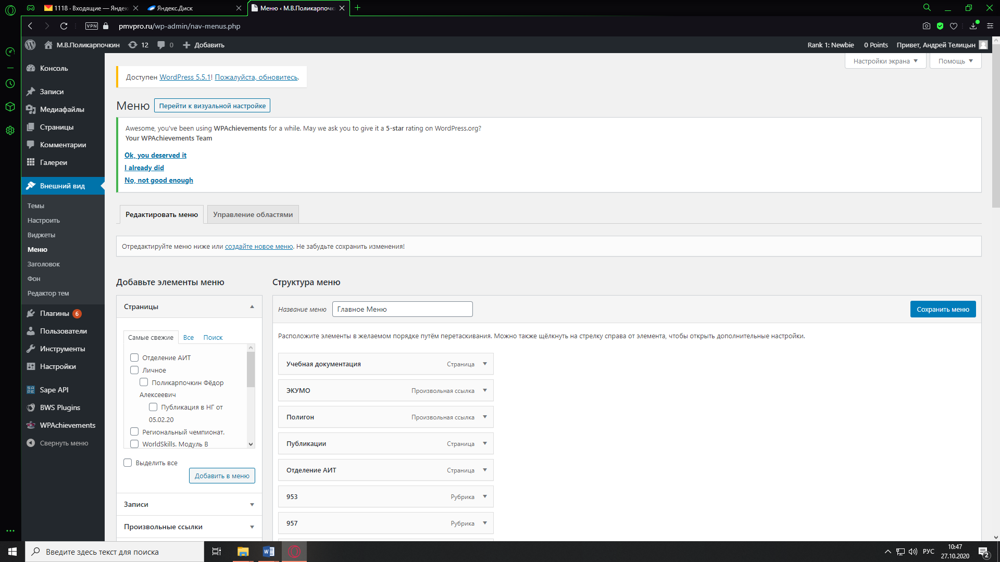 1118 · Входящие — Яндек
Яндекс.Диск
Меню ‹ М.В.Поликарпочк
VPN
pmvpro.ru/wp-admin/nav-menus.php
М.В.Поликарпочкин
12
0
Добавить
Rank 1: Newbie
0 Points
Привет, Андрей Телицын
Консоль
Записи
Медиафайлы
Страницы
Комментарии
Галереи
Внешний вид
Темы
Настроить
Виджеты
Меню
Заголовок
Фон
Редактор тем
Плагины 6
Пользователи
Инструменты
Настройки
Sape API
BWS Plugins
WPAchievements
Свернуть меню
Настройки экрана
Помощь
Доступен WordPress 5.5.1! Пожалуйста, обновитесь.
Меню
Перейти к визуальной настройке
Awesome, you've been using WPAchievements for a while. May we ask you to give it a 5-star rating on WordPress.org?
Your WPAchievements Team
Ok, you deserved it
I already did
No, not good enough
Редактировать меню
Управление областями
Отредактируйте меню ниже или создайте новое меню. Не забудьте сохранить изменения!
Добавьте элементы меню
Страницы
Самые свежие
Все
Поиск
Отделение АИТ
Личное
Поликарпочкин Фёдор
Алексеевич
Публикация в НГ от
05.02.20
Региональный чемпионат.
WorldSkills. Модуль B
Выделить все
Добавить в меню
Записи
Произвольные ссылки
Структура меню
Название меню
Главное Меню
Сохранить меню
Расположите элементы в желаемом порядке путём перетаскивания. Можно также щёлкнуть на стрелку справа от элемента, чтобы открыть дополнительные настройки.
Учебная документация Страница
ЭКУМО Произвольная ссылка
Полигон Произвольная ссылка
Публикации Страница
Отделение АИТ Страница
953 Рубрика
957 Рубрика
Введите здесь текст для поиска
РУС
10:47
27.10.2020
2